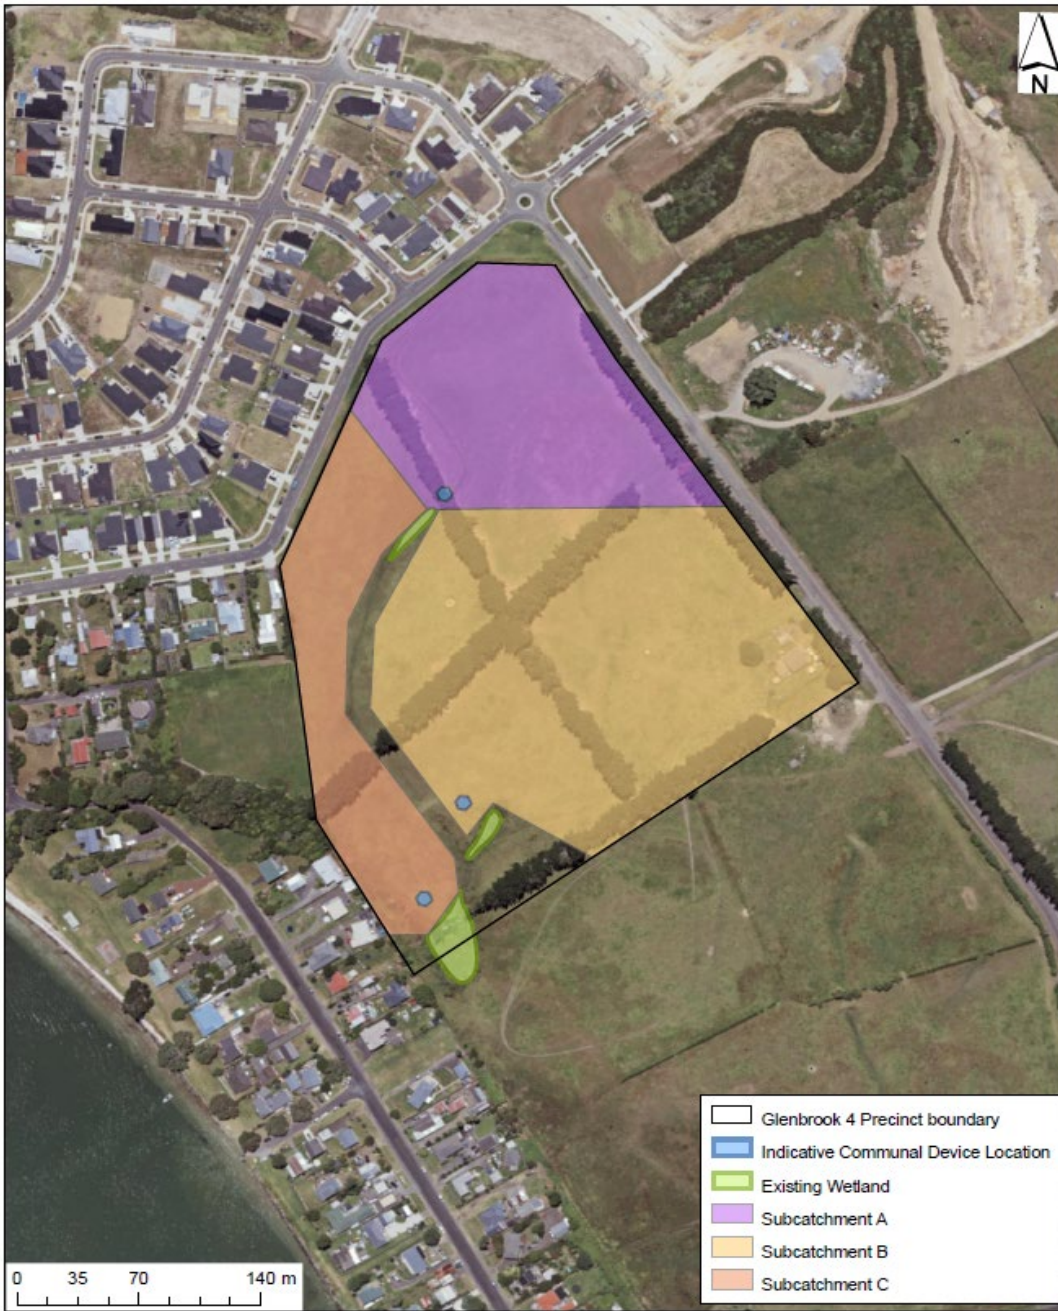 N
Glenbrook 4 Precinct boundary
Indicative Communal Device Location
Existing Wetland
Subcatchment A
Subcatchment B
Subcatchment C
0 35 70 140 m